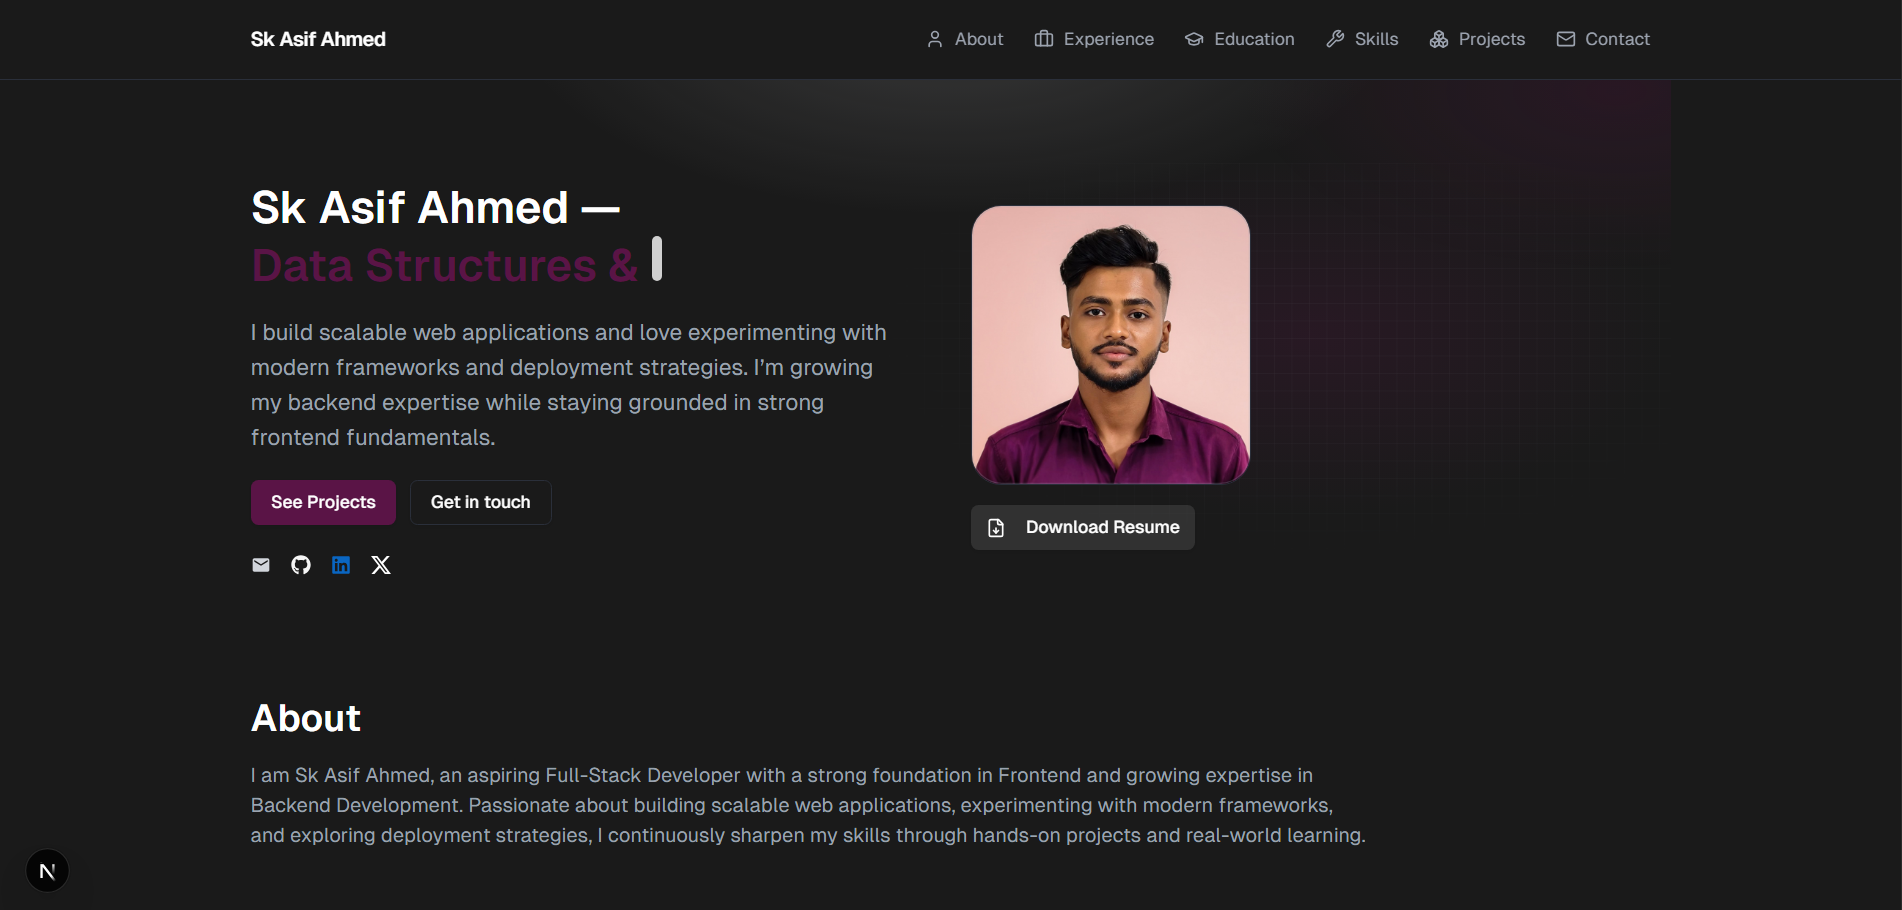 Sk Asif Ahmed
About
Experience
Education
Skills
Projects
Contact
Sk Asif Ahmed —
Data Structures &
I build scalable web applications and love experimenting with
modern frameworks and deployment strategies. I’m growing
my backend expertise while staying grounded in strong
frontend fundamentals.
See Projects
Get in touch
Download Resume
About
I am Sk Asif Ahmed, an aspiring Full-Stack Developer with a strong foundation in Frontend and growing expertise in
Backend Development. Passionate about building scalable web applications, experimenting with modern frameworks,
and exploring deployment strategies, I continuously sharpen my skills through hands-on projects and real-world learning.